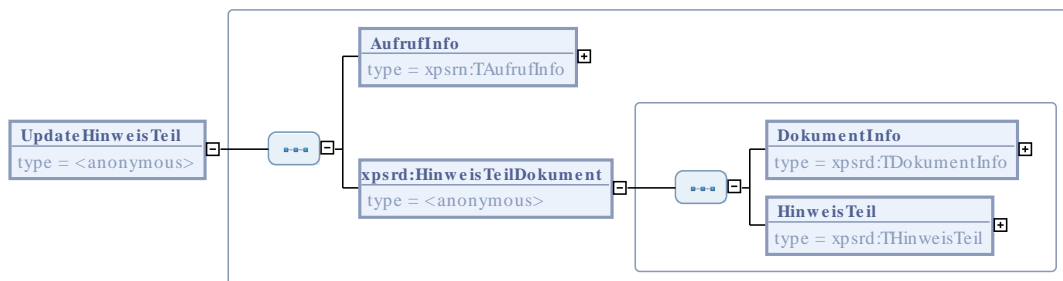 AufrufInfo
type = xpsrn:TAufrufInfo
UpdateHinweisTeil
type = <anonymous>
xpsrd:HinweisTeilDokument
type = <anonymous>
DokumentInfo
type = xpsrd:TDokumentInfo
HinweisTeil
type = xpsrd:THinweisTeil